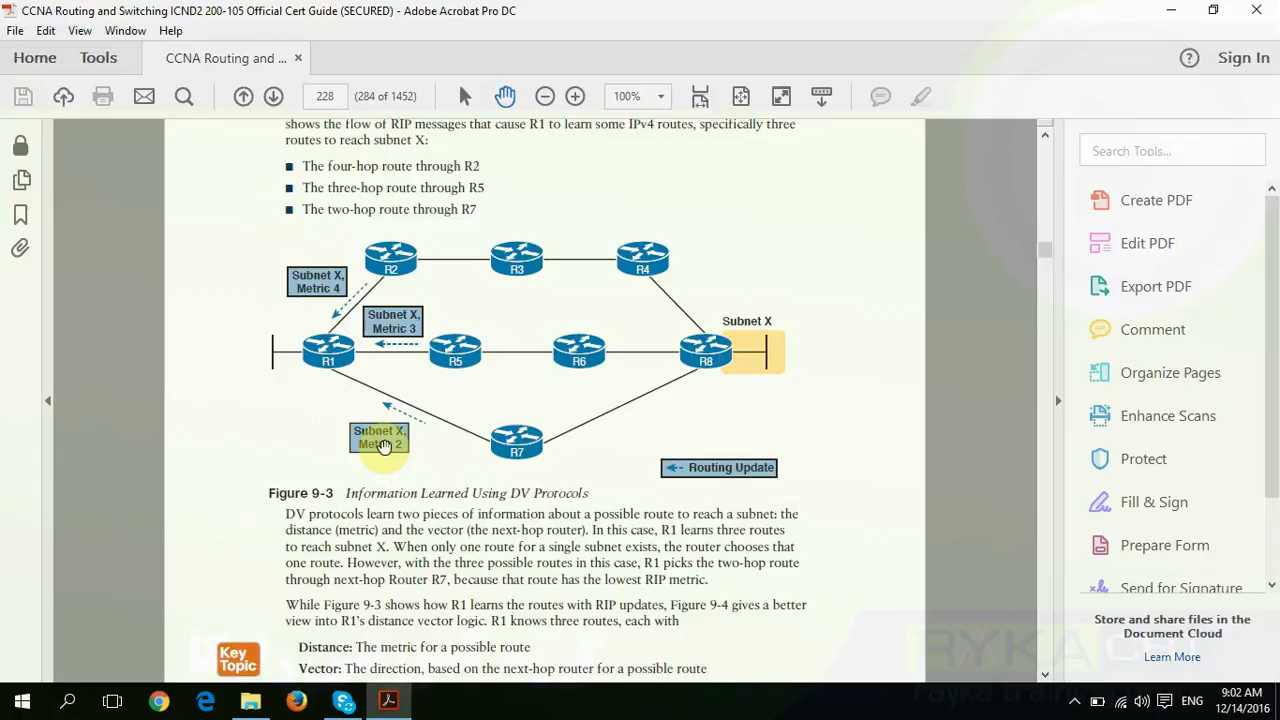 CCNA Routing and Switching ICND2 200-105 Official Cert Guide (SECURED) - Adobe Acrobat Pro DC
File Edit View Window Help
Home Tools CCNA Routing and ... × Sign In
228 (284 of 1452) 100%
shows the flow of RIP messages that cause R1 to learn some IPv4 routes, specifically three
routes to reach subnet X:
■ The four-hop route through R2
■ The three-hop route through R5
■ The two-hop route through R7
R2 R3 R4
Subnet X,
Metric 4
Subnet X,
Metric 3
Subnet X
R1 R5 R6 R8
Subnet X,
Metric 2
R7
Routing Update
Figure 9-3 Information Learned Using DV Protocols
DV protocols learn two pieces of information about a possible route to reach a subnet: the
distance (metric) and the vector (the next-hop router). In this case, R1 learns three routes
to reach subnet X. When only one route for a single subnet exists, the router chooses that
one route. However, with the three possible routes in this case, R1 picks the two-hop route
through next-hop Router R7, because that route has the lowest RIP metric.
While Figure 9-3 shows how R1 learns the routes with RIP updates, Figure 9-4 gives a better
view into R1's distance vector logic. R1 knows three routes, each with
Key
Topic
Distance: The metric for a possible route
Vector: The direction, based on the next-hop router for a possible route
Search Tools...
Create PDF
Edit PDF
Export PDF
Comment
Organize Pages
Enhance Scans
Protect
Fill & Sign
Prepare Form
Send for Signature
Store and share files in the
Document Cloud
Learn More
ENG
9:02 AM
12/14/2016